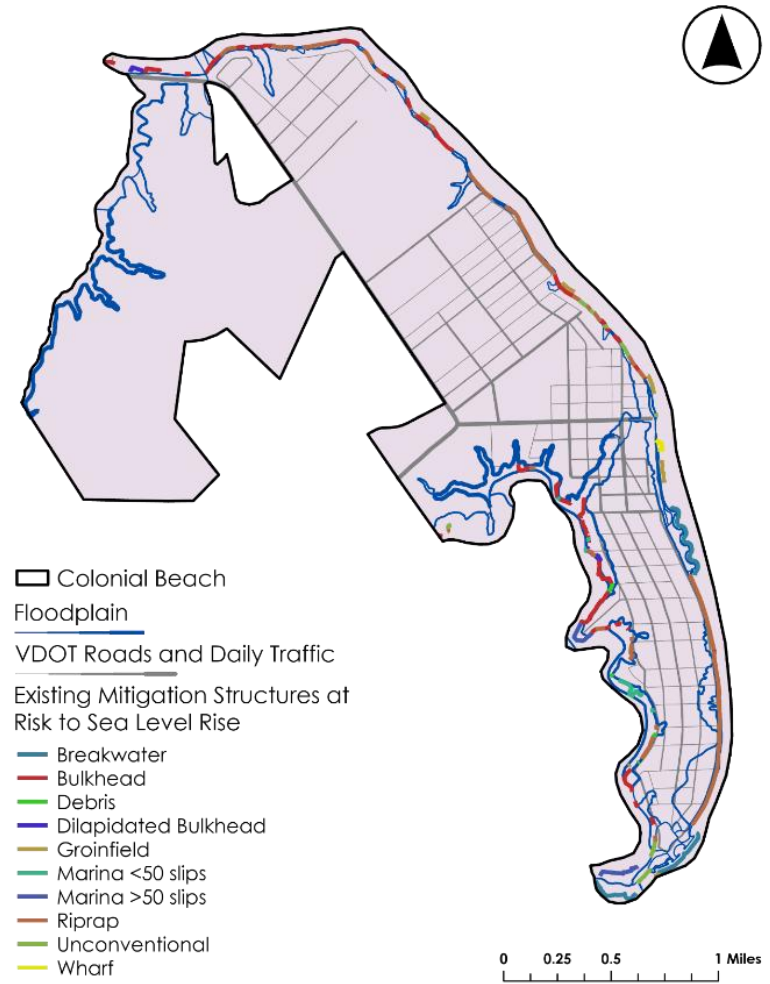 Colonial Beach
Floodplain
VDOT Roads and Daily Traffic
Existing Mitigation Structures at
Risk to Sea Level Rise
Breakwater
Bulkhead
Debris
Dilapidated Bulkhead
Groinfield
Marina <50 slips
Marina >50 slips
Riprap
Unconventional
Wharf
0 0.25 0.5 1 Miles